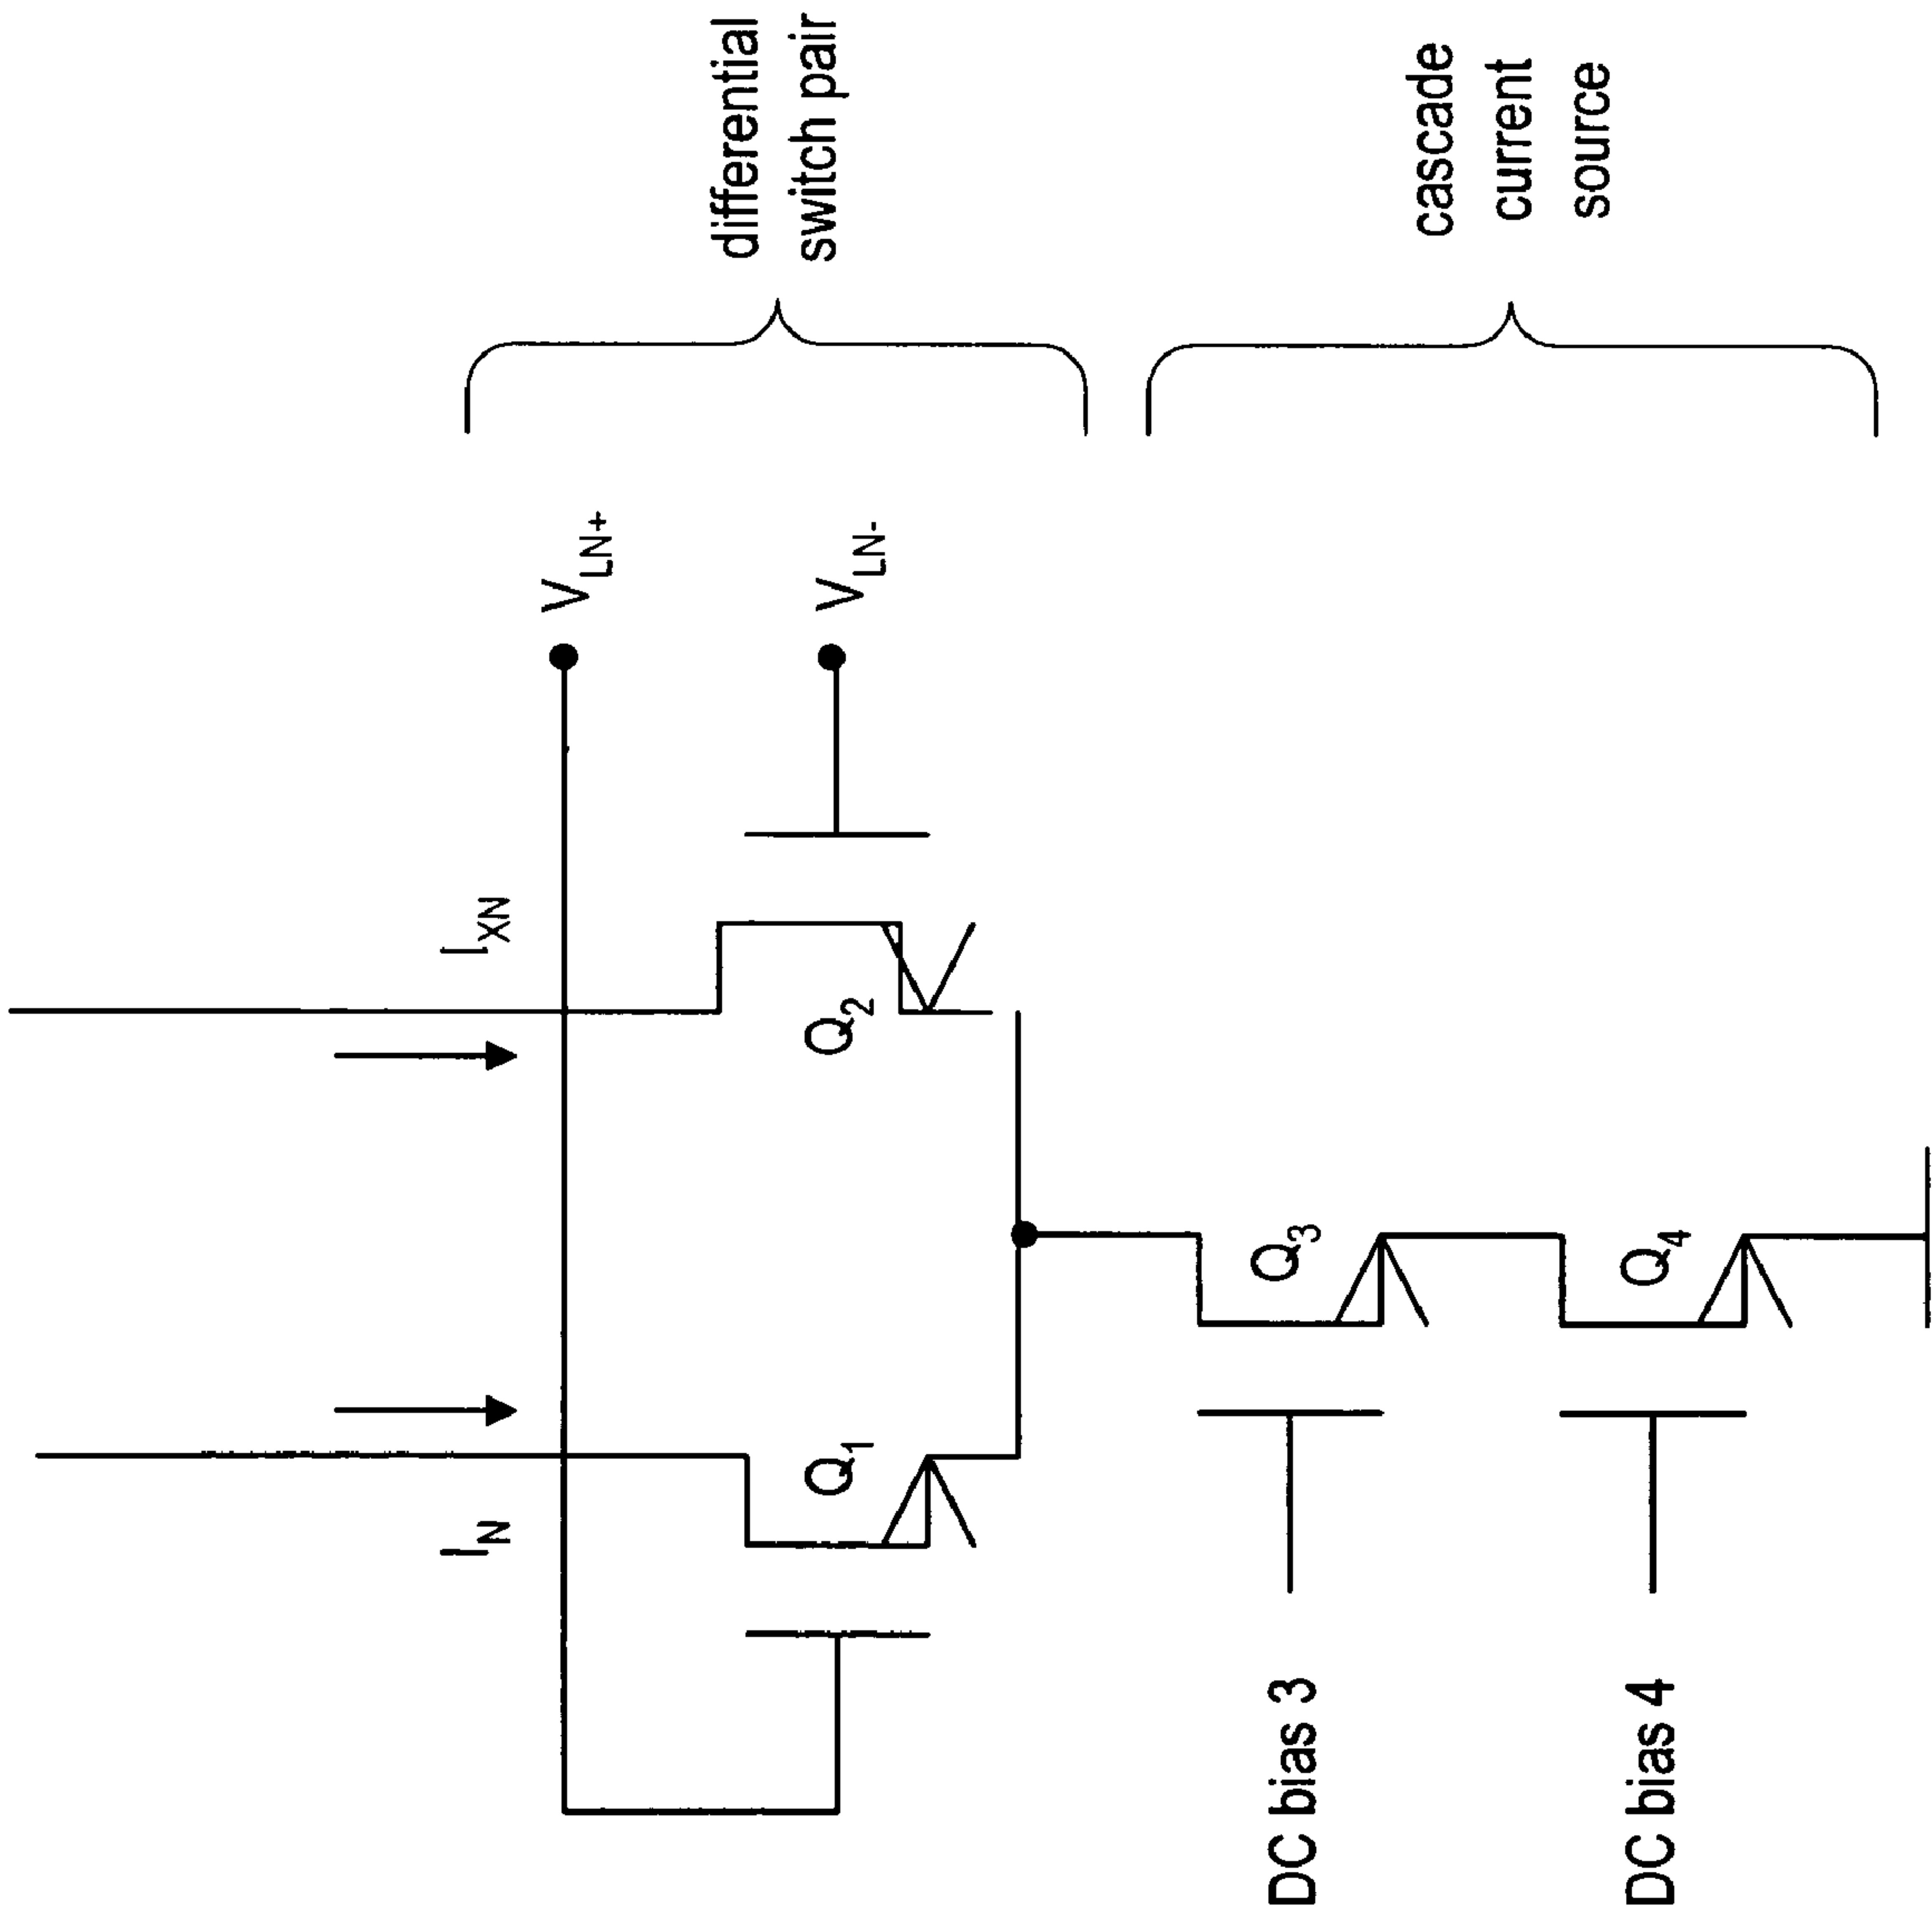 I_XN
I_N
V_LN+
V_LN-
differential
switch pair
Q_1
Q_2
cascade
current
source
Q_3
Q_4
DC bias 3
DC bias 4